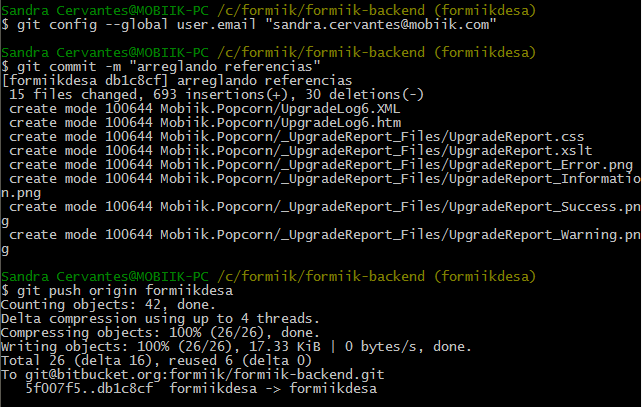 Sandra Cervantes@MOBIIK-PC /c/formiik/formiik-backend (formiikdesa)
$ git config --global user.email "sandra.cervantes@mobiik.com"

Sandra Cervantes@MOBIIK-PC /c/formiik/formiik-backend (formiikdesa)
$ git commit -m "arreglando referencias"
[formiikdesa db1c8cf] arreglando referencias
 15 files changed, 693 insertions(+), 30 deletions(-)
 create mode 100644 Mobiik.Popcorn/UpgradeLog6.XML
 create mode 100644 Mobiik.Popcorn/UpgradeLog6.htm
 create mode 100644 Mobiik.Popcorn/_UpgradeReport_Files/UpgradeReport.css
 create mode 100644 Mobiik.Popcorn/_UpgradeReport_Files/UpgradeReport.xslt
 create mode 100644 Mobiik.Popcorn/_UpgradeReport_Files/UpgradeReport_Error.png
 create mode 100644 Mobiik.Popcorn/_UpgradeReport_Files/UpgradeReport_Informatio
n.png
 create mode 100644 Mobiik.Popcorn/_UpgradeReport_Files/UpgradeReport_Success.pn
g
 create mode 100644 Mobiik.Popcorn/_UpgradeReport_Files/UpgradeReport_Warning.pn
g

Sandra Cervantes@MOBIIK-PC /c/formiik/formiik-backend (formiikdesa)
$ git push origin formiikdesa
Counting objects: 42, done.
Delta compression using up to 4 threads.
Compressing objects: 100% (26/26), done.
Writing objects: 100% (26/26), 17.33 KiB | 0 bytes/s, done.
Total 26 (delta 16), reused 6 (delta 0)
To git@bitbucket.org:formiik/formiik-backend.git
   5f007f5..db1c8cf  formiikdesa -> formiikdesa